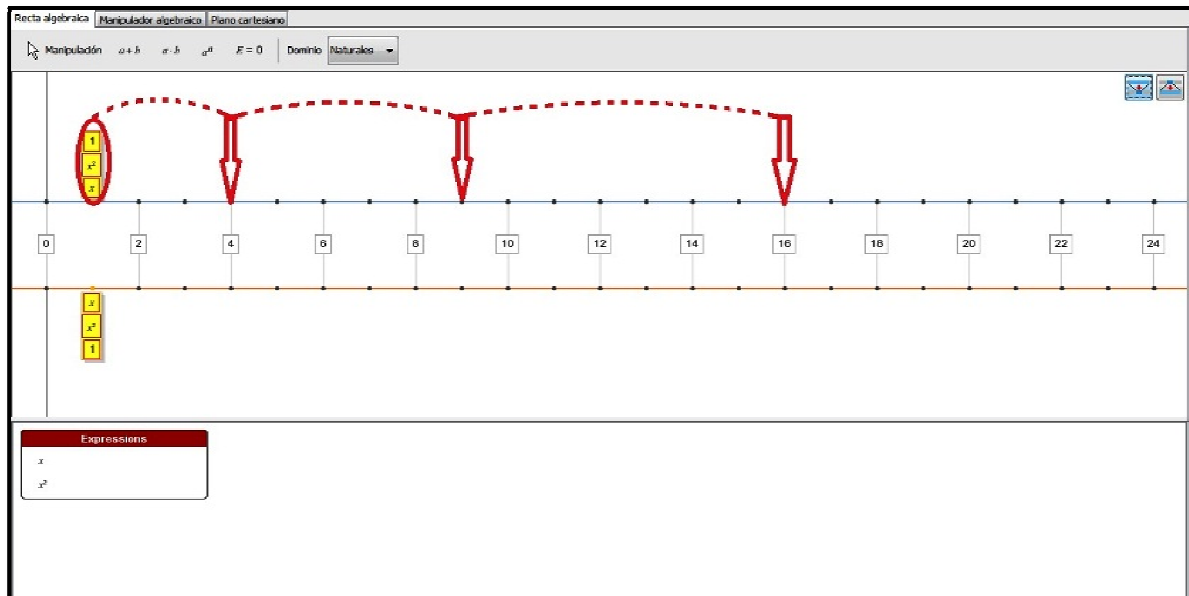 Recta algebraica Manipulador algebraico Plano cartesiano
Manipulación a + b a · b aⁿ E = 0 Dominio Naturales
1
x²
x
0 2 4 6 8 10 12 14 16 18 20 22 24
x
x²
1
Expressions
x
x²